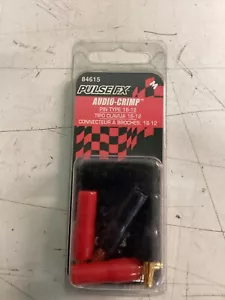 84615
PULSE FX
AUDIO-CRIMP
PIN TYPE 16-12
TIPO CLAVIJA 16-12
CONNECTEUR A BROCHES, 16-12
M